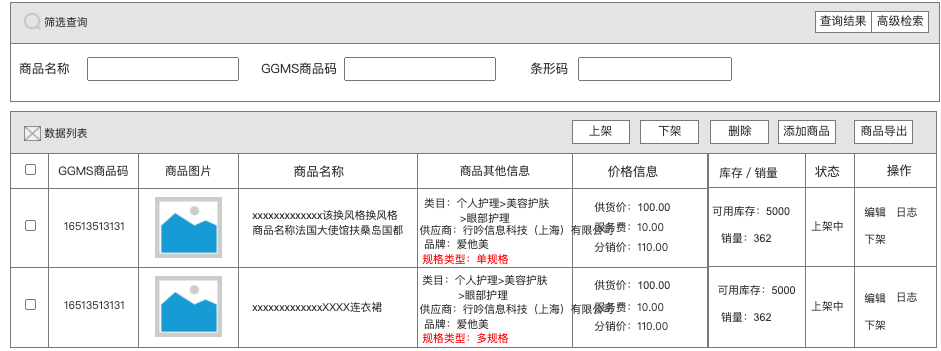 筛选查询
查询结果 高级检索
商品名称 GGMS商品码 条形码
数据列表
上架 下架 删除 添加商品 商品导出
GGMS商品码 商品图片 商品名称 商品其他信息 价格信息 库存 / 销量 状态 操作
16513513131
xxxxxxxxxxxxx该换风格换风格
商品名称法国大使馆扶桑岛国都
类目：个人护理>美容护肤
>眼部护理
供应商：行吟信息科技（上海）有限公司
品牌：爱他美
规格类型：单规格
供货价：100.00
服务费：10.00
分销价：110.00
可用库存：5000
销量：362
上架中
编辑 日志
下架
16513513131
xxxxxxxxxxxxxXXXX连衣裙
类目：个人护理>美容护肤
>眼部护理
供应商：行吟信息科技（上海）有限公司
品牌：爱他美
规格类型：多规格
供货价：100.00
服务费：10.00
分销价：110.00
可用库存：5000
销量：362
上架中
编辑 日志
下架